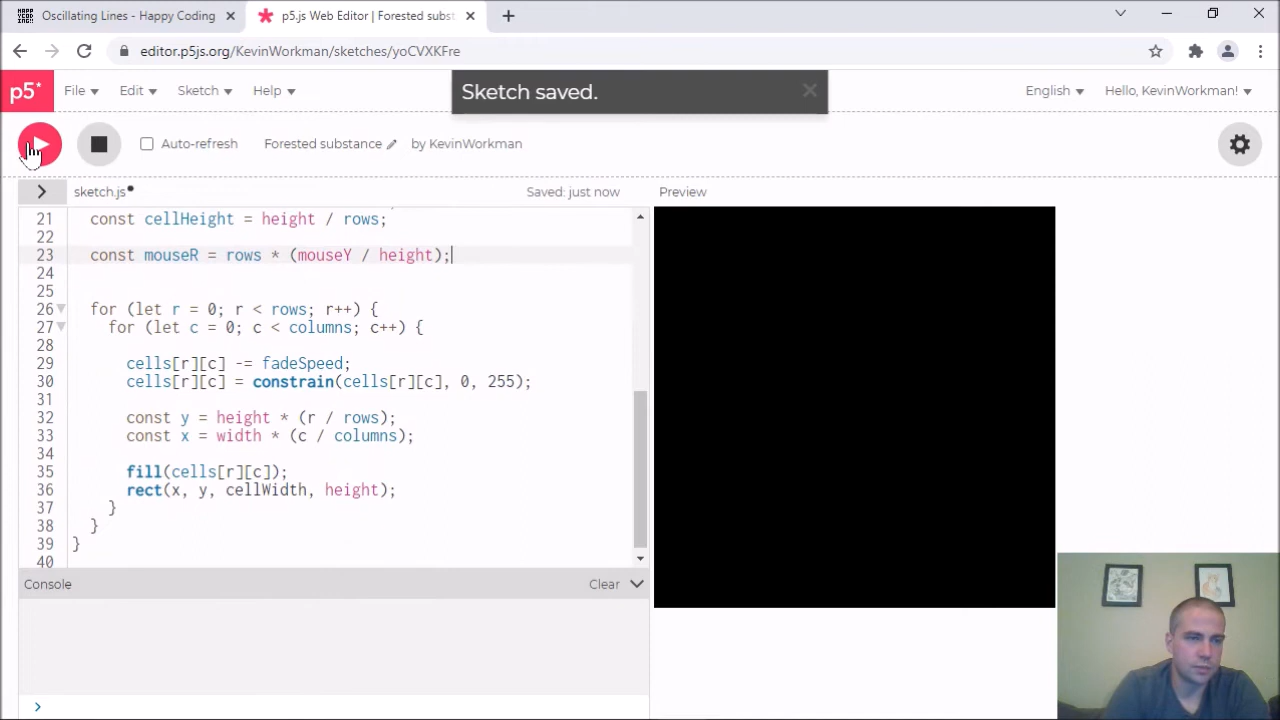 Oscillating Lines - Happy Coding
p5.js Web Editor | Forested subst
editor.p5js.org/KevinWorkman/sketches/yoCVXKFre
p5*
File
Edit
Sketch
Help
Sketch saved.
English
Hello, KevinWorkman!
Auto-refresh
Forested substance
by KevinWorkman
sketch.js
Saved: just now
Preview
21 const cellHeight = height / rows;
22
23 const mouseR = rows * (mouseY / height);
24
25
26 for (let r = 0; r < rows; r++) {
27 for (let c = 0; c < columns; c++) {
28
29 cells[r][c] -= fadeSpeed;
30 cells[r][c] = constrain(cells[r][c], 0, 255);
31
32 const y = height * (r / rows);
33 const x = width * (c / columns);
34
35 fill(cells[r][c]);
36 rect(x, y, cellWidth, height);
37 }
38 }
39 }
40
Console
Clear
>